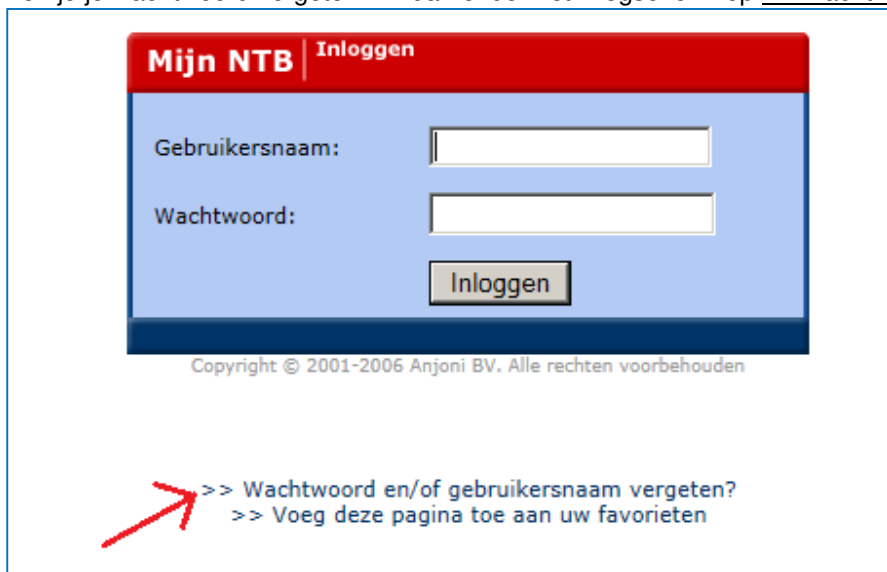 Mijn NTB Inloggen
Gebruikersnaam:
Wachtwoord:
Inloggen
Copyright © 2001-2006 Anjoni BV. Alle rechten voorbehouden
>> Wachtwoord en/of gebruikersnaam vergeten?
>> Voeg deze pagina toe aan uw favorieten